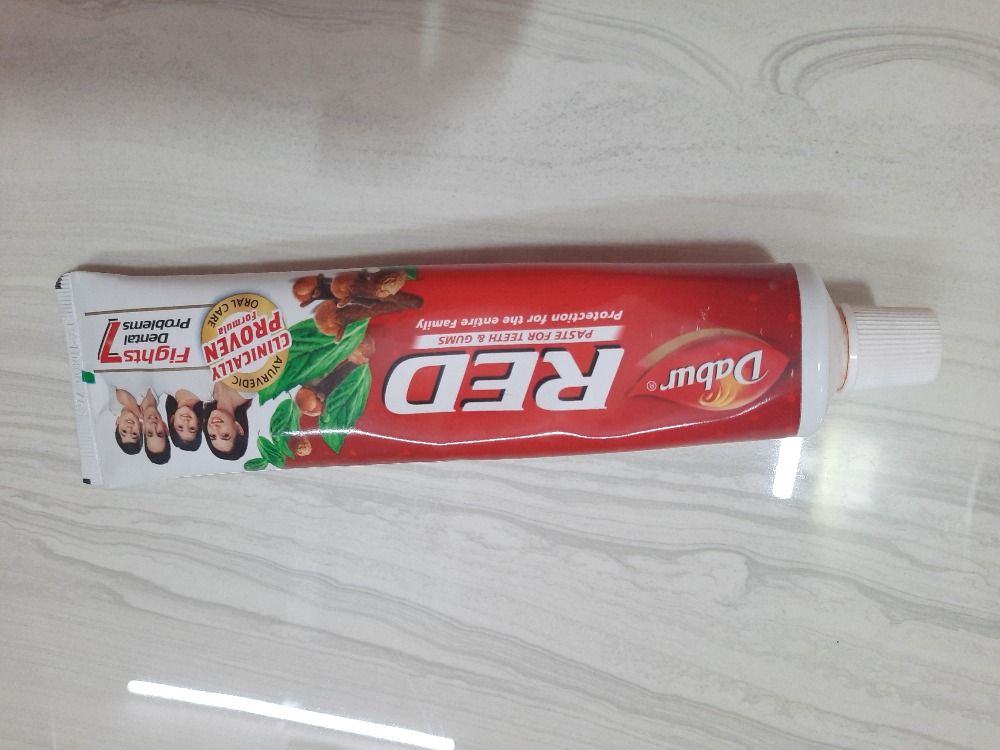 Dabur®
RED
PASTE FOR TEETH & GUMS
Protection for the entire Family
AYURVEDIC
CLINICALLY
PROVEN
Formula
ORAL CARE
Fights
7 Dental
Problems